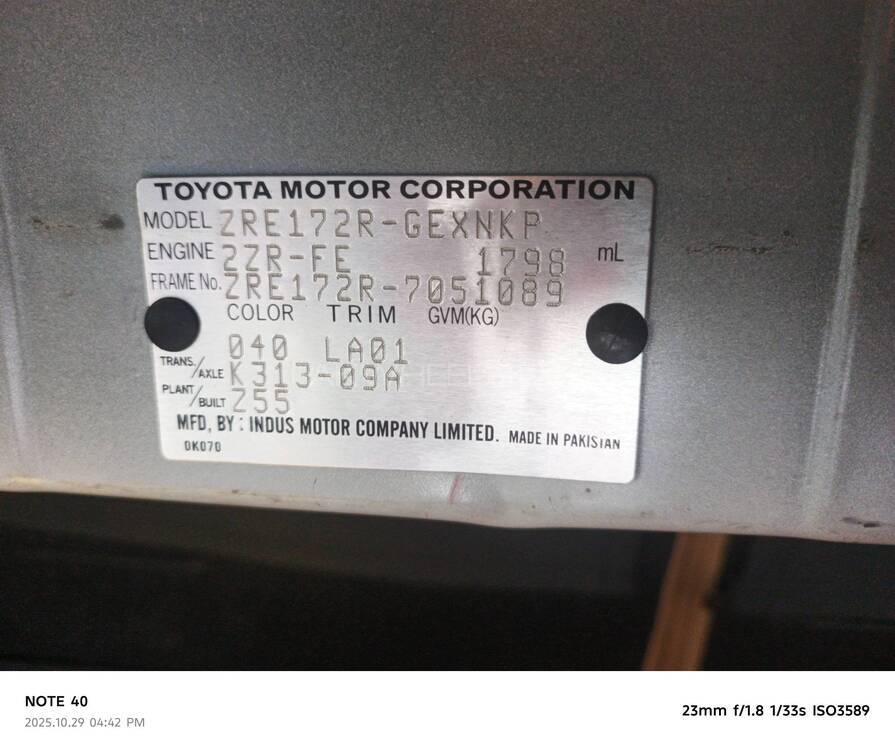 TOYOTA MOTOR CORPORATION
MODEL ZRE172R-GEXNKP
ENGINE 2ZR-FE 1798 mL
FRAME No. ZRE172R-7051089
COLOR TRIM GVM(KG)
040 LA01
TRANS./AXLE K313-09A
PLANT/BUILT Z55
MFD, BY : INDUS MOTOR COMPANY LIMITED. MADE IN PAKISTAN
0K070
NOTE 40
2025.10.29 04:42 PM
23mm f/1.8 1/33s ISO3589